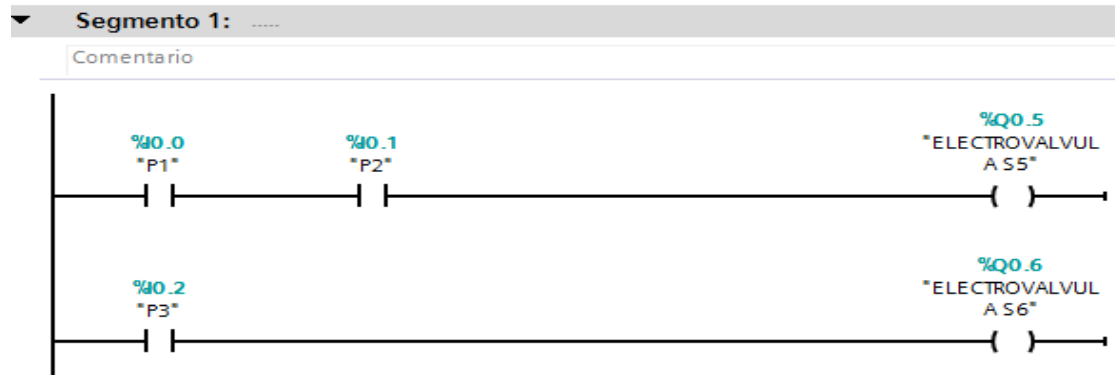 Segmento 1: .....
Comentario
%Q0.5
%I0.0 %I0.1 "ELECTROVALVUL
"P1" "P2" A S5"
%Q0.6
%I0.2 "ELECTROVALVUL
"P3" A S6"